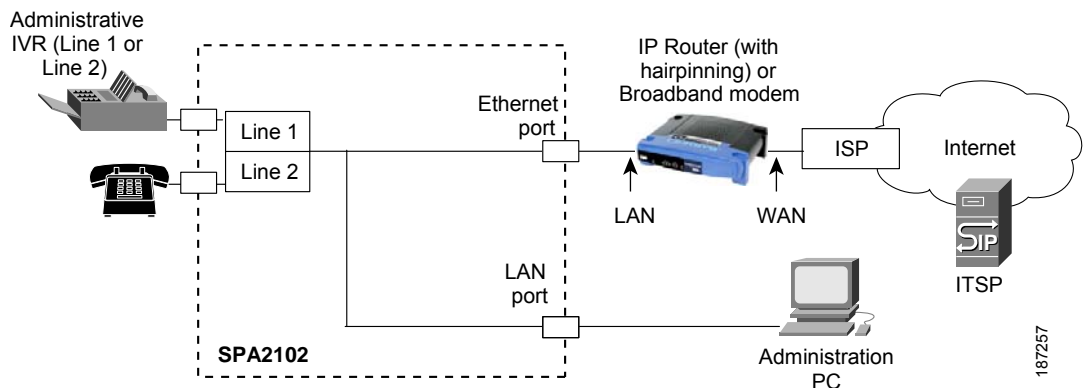 Administrative
IVR (Line 1 or
Line 2)
Line 1
Line 2
Ethernet
port
LAN
port
SPA2102
IP Router (with
hairpinning) or
Broadband modem
LAN
WAN
ISP
Internet
SIP
ITSP
Administration
PC
187257